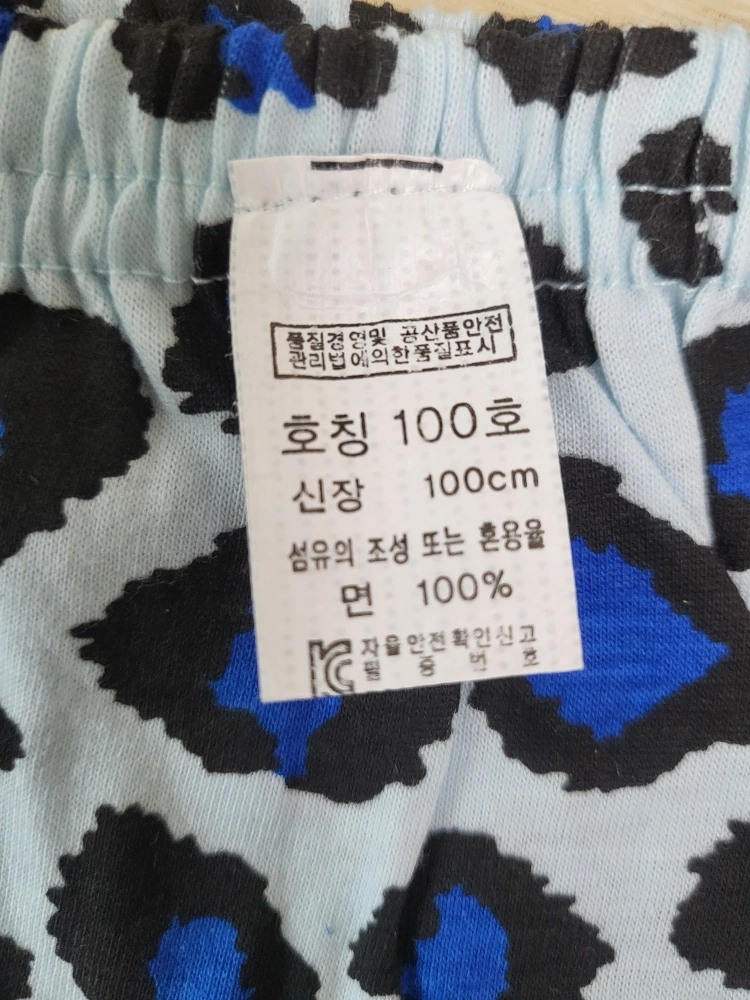 품질경영및 공산품안전
관리법에의한품질표시
호칭 100호
신장 100cm
섬유의 조성 또는 혼용율
면 100%
자율안전확인신고
필 증 번 호